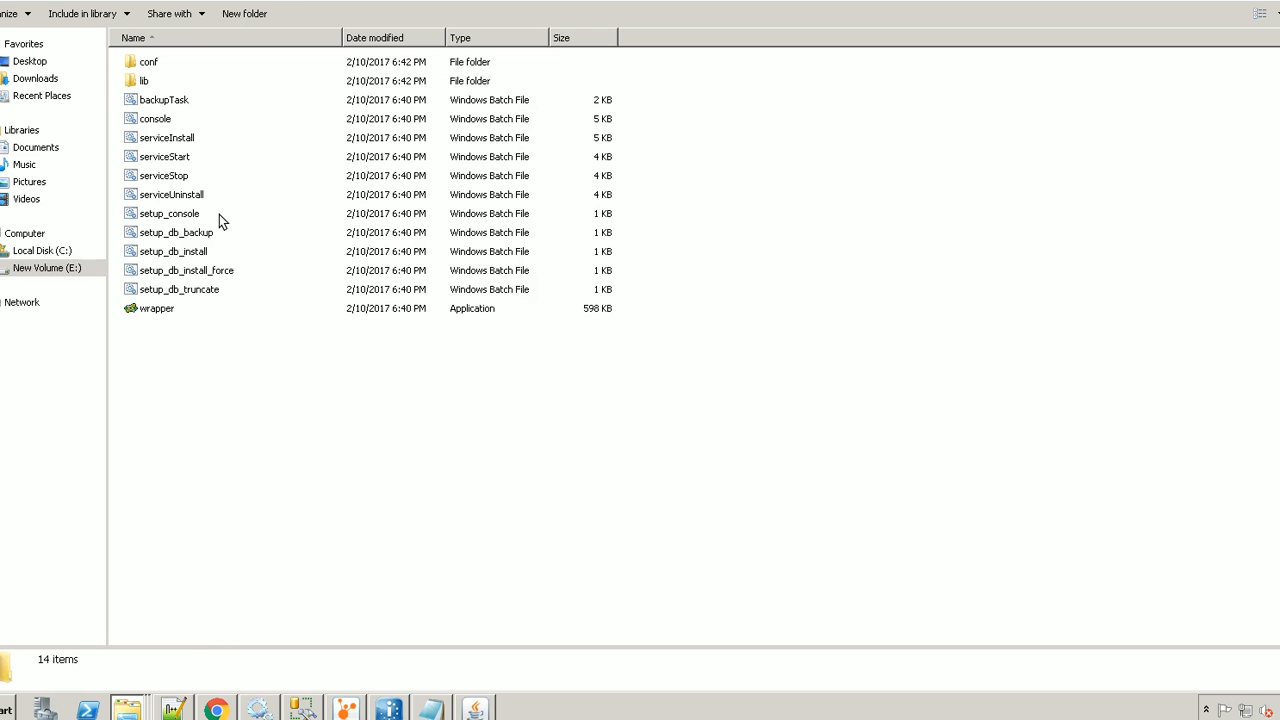 nize Include in library Share with New folder
Name Date modified Type Size
Favorites
Desktop
Downloads
Recent Places
Libraries
Documents
Music
Pictures
Videos
Computer
Local Disk (C:)
New Volume (E:)
Network
conf 2/10/2017 6:42 PM File folder
lib 2/10/2017 6:42 PM File folder
backupTask 2/10/2017 6:40 PM Windows Batch File 2 KB
console 2/10/2017 6:40 PM Windows Batch File 5 KB
serviceInstall 2/10/2017 6:40 PM Windows Batch File 5 KB
serviceStart 2/10/2017 6:40 PM Windows Batch File 4 KB
serviceStop 2/10/2017 6:40 PM Windows Batch File 4 KB
serviceUninstall 2/10/2017 6:40 PM Windows Batch File 4 KB
setup_console 2/10/2017 6:40 PM Windows Batch File 1 KB
setup_db_backup 2/10/2017 6:40 PM Windows Batch File 1 KB
setup_db_install 2/10/2017 6:40 PM Windows Batch File 1 KB
setup_db_install_force 2/10/2017 6:40 PM Windows Batch File 1 KB
setup_db_truncate 2/10/2017 6:40 PM Windows Batch File 1 KB
wrapper 2/10/2017 6:40 PM Application 598 KB
14 items
art